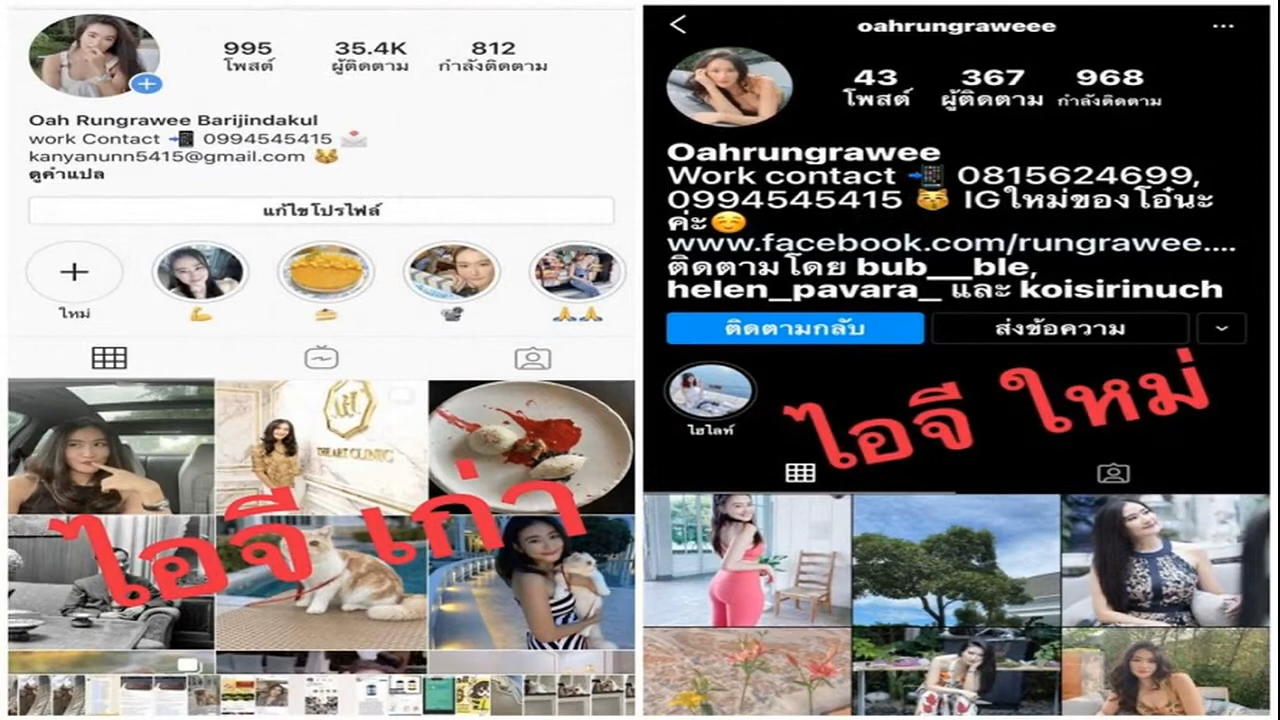 995
35.4K
812
โพสต์
ผู้ติดตาม
กำลังติดตาม
Oah Rungrawee Barijindakul
work Contact 📲 0994545415 📩
kanyanunn5415@gmail.com 😽
ดูคำแปล
แก้ไขโปรไฟล์
ใหม่
💪
🍰
🐩
🙏🙏
THE ART CLINIC
ไอจี เก่า
oahrungraweee
43
367
968
โพสต์
ผู้ติดตาม
กำลังติดตาม
Oahrungrawee
Work contact 📲 0815624699,
0994545415 😽 IGใหม่ของโอ๋นะ
ค่ะ☺️
www.facebook.com/rungrawee....
ติดตามโดย bub___ble,
helen_pavara_ และ koisirinuch
ติดตามกลับ
ส่งข้อความ
ไฮไลท์
ไอจี ใหม่